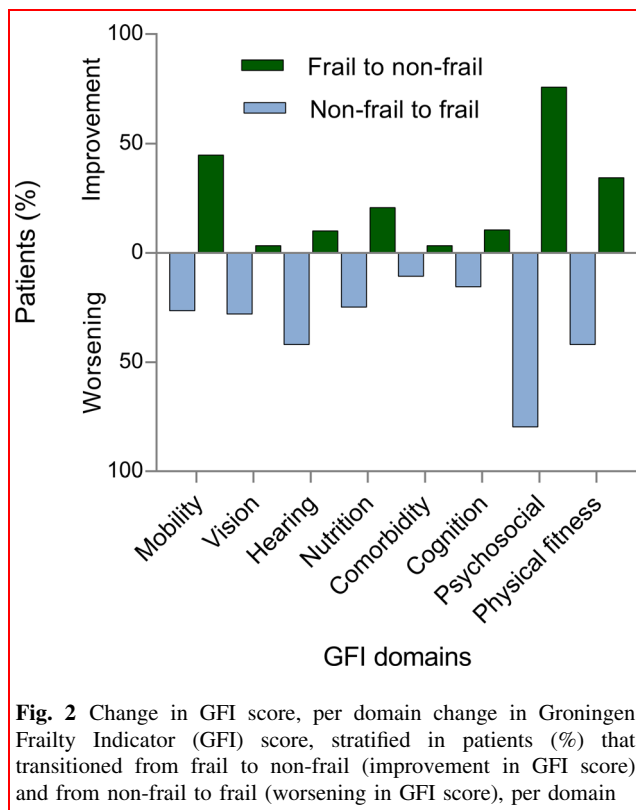 100
Frail to non-frail
Non-frail to frail
Improvement
50
Patients (%)
0
Worsening
50
100
Mobility
Vision
Hearing
Nutrition
Comorbidity
Cognition
Psychosocial
Physical fitness
GFI domains
Fig. 2 Change in GFI score, per domain change in Groningen
Frailty Indicator (GFI) score, stratified in patients (%) that
transitioned from frail to non-frail (improvement in GFI score)
and from non-frail to frail (worsening in GFI score), per domain